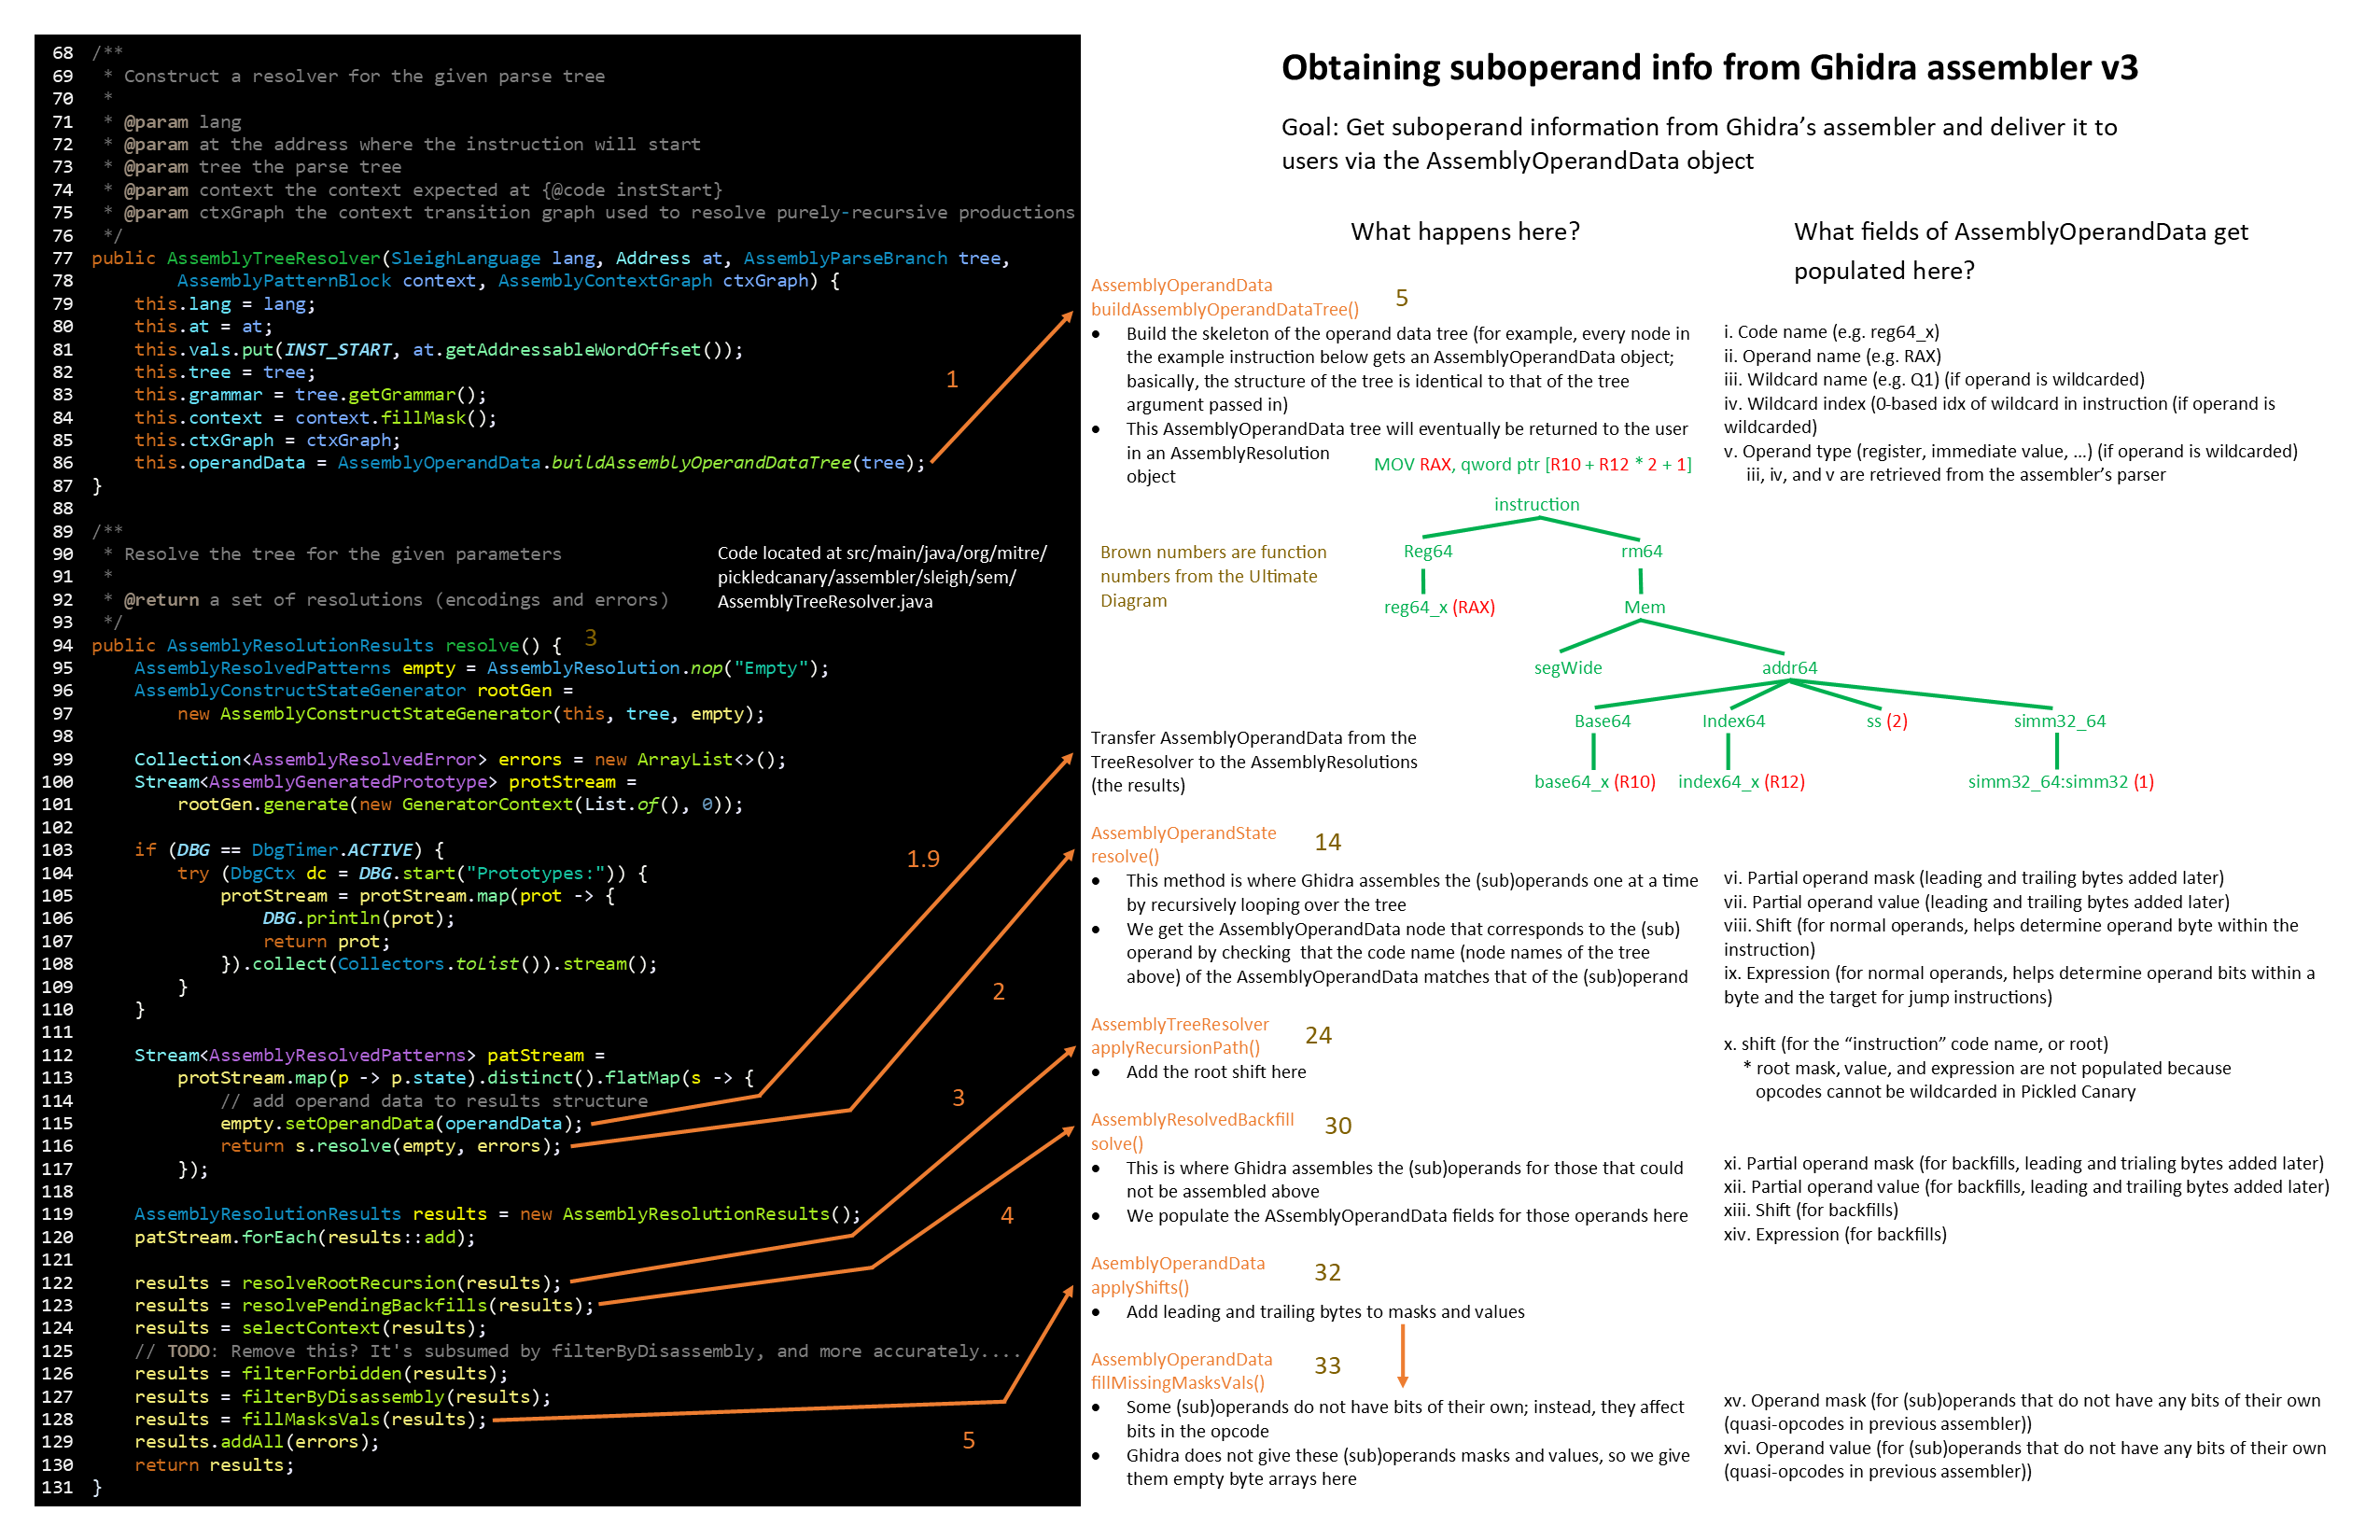 68 /**
69  * Construct a resolver for the given parse tree
70  *
71  * @param lang
72  * @param at the address where the instruction will start
73  * @param tree the parse tree
74  * @param context the context expected at {@code instStart}
75  * @param ctxGraph the context transition graph used to resolve purely-recursive productions
76  */
77 public AssemblyTreeResolver(SleighLanguage lang, Address at, AssemblyParseBranch tree,
78         AssemblyPatternBlock context, AssemblyContextGraph ctxGraph) {
79     this.lang = lang;
80     this.at = at;
81     this.vals.put(INST_START, at.getAddressableWordOffset());
82     this.tree = tree;
83     this.grammar = tree.getGrammar();
84     this.context = context.fillMask();
85     this.ctxGraph = ctxGraph;
86     this.operandData = AssemblyOperandData.buildAssemblyOperandDataTree(tree);
87 }
88
89 /**
90  * Resolve the tree for the given parameters
91  *
92  * @return a set of resolutions (encodings and errors)
93  */
94 public AssemblyResolutionResults resolve() { 3
95     AssemblyResolvedPatterns empty = AssemblyResolution.nop("Empty");
96     AssemblyConstructStateGenerator rootGen =
97         new AssemblyConstructStateGenerator(this, tree, empty);
98
99     Collection<AssemblyResolvedError> errors = new ArrayList<>();
100     Stream<AssemblyGeneratedPrototype> protStream =
101         rootGen.generate(new GeneratorContext(List.of(), 0));
102
103     if (DBG == DbgTimer.ACTIVE) {
104         try (DbgCtx dc = DBG.start("Prototypes:")) {
105             protStream = protStream.map(prot -> {
106                 DBG.println(prot);
107                 return prot;
108             }).collect(Collectors.toList()).stream();
109         }
110     }
111
112     Stream<AssemblyResolvedPatterns> patStream =
113         protStream.map(p -> p.state).distinct().flatMap(s -> {
114             // add operand data to results structure
115             empty.setOperandData(operandData);
116             return s.resolve(empty, errors);
117         });
118
119     AssemblyResolutionResults results = new AssemblyResolutionResults();
120     patStream.forEach(results::add);
121
122     results = resolveRootRecursion(results);
123     results = resolvePendingBackfills(results);
124     results = selectContext(results);
125     // TODO: Remove this? It's subsumed by filterByDisassembly, and more accurately....
126     results = filterForbidden(results);
127     results = filterByDisassembly(results);
128     results = fillMasksVals(results);
129     results.addAll(errors);
130     return results;
131 }
Code located at src/main/java/org/mitre/
pickledcanary/assembler/sleigh/sem/
AssemblyTreeResolver.java
1
1.9
2
3
4
5
Obtaining suboperand info from Ghidra assembler v3
Goal: Get suboperand information from Ghidra’s assembler and deliver it to
users via the AssemblyOperandData object
What happens here?
AssemblyOperandData
buildAssemblyOperandDataTree()
5
• Build the skeleton of the operand data tree (for example, every node in
the example instruction below gets an AssemblyOperandData object;
basically, the structure of the tree is identical to that of the tree
argument passed in)
• This AssemblyOperandData tree will eventually be returned to the user
in an AssemblyResolution
object
MOV RAX, qword ptr [R10 + R12 * 2 + 1]
instruction
Reg64 rm64
reg64_x (RAX) Mem
segWide addr64
Base64 Index64 ss (2) simm32_64
base64_x (R10) index64_x (R12) simm32_64:simm32 (1)
Brown numbers are function
numbers from the Ultimate
Diagram
Transfer AssemblyOperandData from the
TreeResolver to the AssemblyResolutions
(the results)
AssemblyOperandState
resolve()
14
• This method is where Ghidra assembles the (sub)operands one at a time
by recursively looping over the tree
• We get the AssemblyOperandData node that corresponds to the (sub)
operand by checking  that the code name (node names of the tree
above) of the AssemblyOperandData matches that of the (sub)operand
AssemblyTreeResolver
applyRecursionPath()
24
• Add the root shift here
AssemblyResolvedBackfill
solve()
30
• This is where Ghidra assembles the (sub)operands for those that could
not be assembled above
• We populate the ASsemblyOperandData fields for those operands here
AsemblyOperandData
applyShifts()
32
• Add leading and trailing bytes to masks and values
AssemblyOperandData
fillMissingMasksVals()
33
• Some (sub)operands do not have bits of their own; instead, they affect
bits in the opcode
• Ghidra does not give these (sub)operands masks and values, so we give
them empty byte arrays here
What fields of AssemblyOperandData get
populated here?
i. Code name (e.g. reg64_x)
ii. Operand name (e.g. RAX)
iii. Wildcard name (e.g. Q1) (if operand is wildcarded)
iv. Wildcard index (0-based idx of wildcard in instruction (if operand is
wildcarded)
v. Operand type (register, immediate value, …) (if operand is wildcarded)
iii, iv, and v are retrieved from the assembler’s parser
vi. Partial operand mask (leading and trailing bytes added later)
vii. Partial operand value (leading and trailing bytes added later)
viii. Shift (for normal operands, helps determine operand byte within the
instruction)
ix. Expression (for normal operands, helps determine operand bits within a
byte and the target for jump instructions)
x. shift (for the “instruction” code name, or root)
* root mask, value, and expression are not populated because
opcodes cannot be wildcarded in Pickled Canary
xi. Partial operand mask (for backfills, leading and trialing bytes added later)
xii. Partial operand value (for backfills, leading and trailing bytes added later)
xiii. Shift (for backfills)
xiv. Expression (for backfills)
xv. Operand mask (for (sub)operands that do not have any bits of their own
(quasi-opcodes in previous assembler))
xvi. Operand value (for (sub)operands that do not have any bits of their own
(quasi-opcodes in previous assembler))